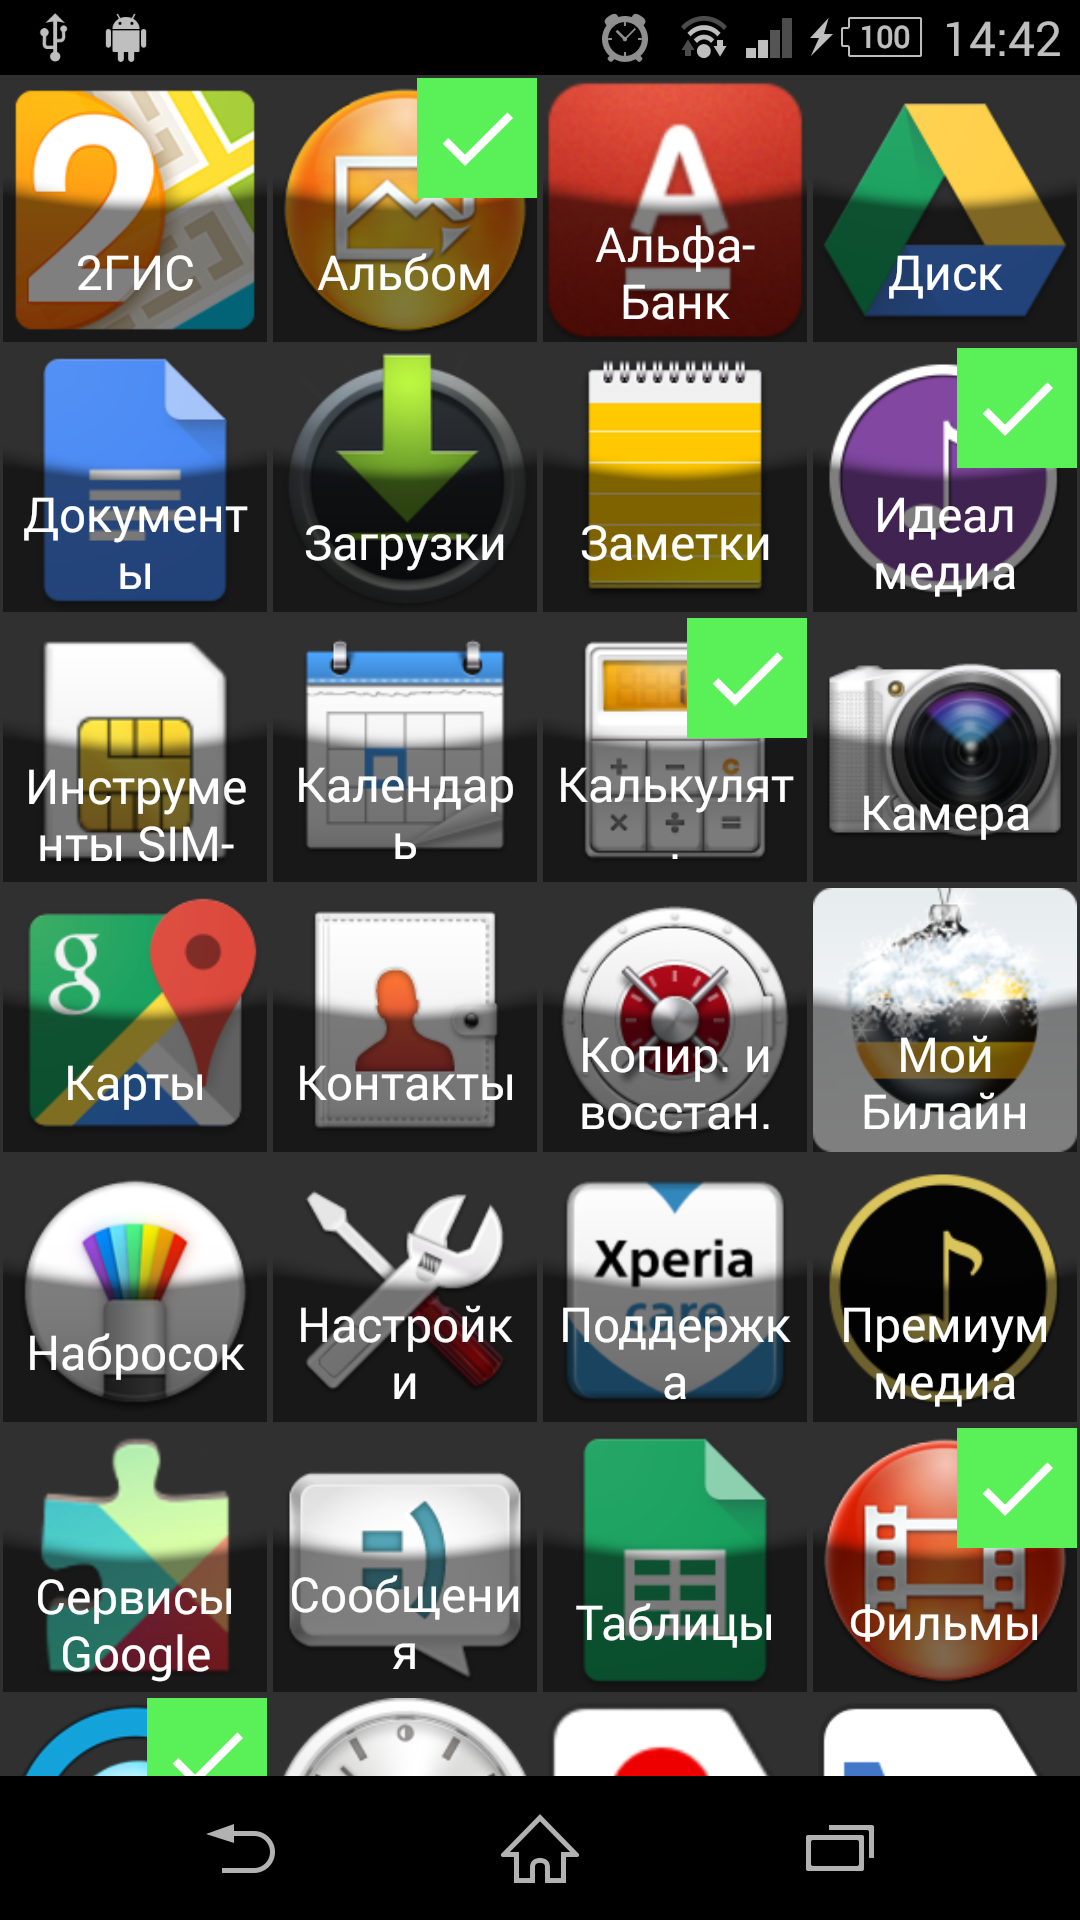 100 14:42
2ГИС
Альбом
Альфа-
Банк
Диск
Документ
ы
Загрузки
Заметки
Идеал
медиа
Инструме
нты SIM-
Календар
ь
Калькулят
Камера
g
Карты
Контакты
Копир. и
восстан.
Мой
Билайн
Набросок
Настройк
и
Xperia
care
Поддержк
а
Премиум
медиа
Сервисы
Google
Сообщени
я
Таблицы
Фильмы